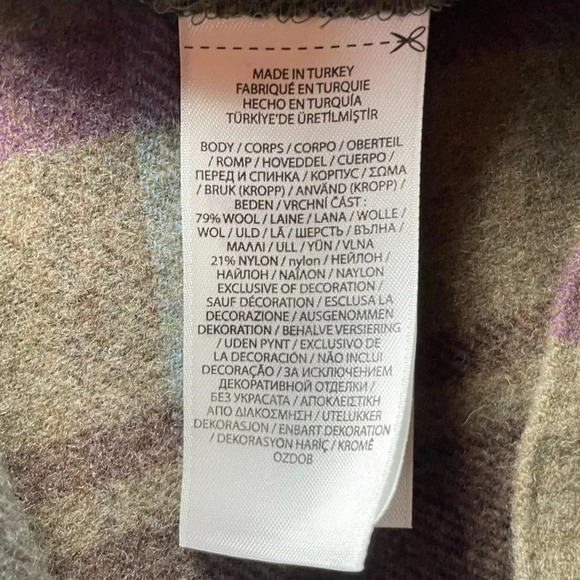 MADE IN TURKEY
FABRIQUÉ EN TURQUIE
HECHO EN TURQUÍA
TÜRKİYE'DE ÜRETİLMİŞTİR
BODY / CORPS / CORPO / OBERTEIL
/ ROMP / HOVEDDEL / CUERPO /
ПЕРЕД И СПИНКА / КОРПУС / ΣΩΜΑ
/ BRUK (KROPP) / ANVÄND (KROPP) /
BEDEN / VRCHNÍ ČÁST :
79% WOOL / LAINE / LANA / WOLLE /
WOL / ULD / LÃ / ШЕРСТЬ / ВЪЛНА /
ΜΑΛΛΙ / ULL / YÜN / VLNA
21% NYLON / nylon / НЕЙЛОН /
НАЙЛОН / ΝΑΪΛΟΝ / NAYLON
EXCLUSIVE OF DECORATION /
SAUF DÉCORATION / ESCLUSA LA
DECORAZIONE / AUSGENOMMEN
DEKORATION / BEHALVE VERSIERING
/ UDEN PYNT / EXCLUSIVO DE
LA DECORACIÓN / NÃO INCLUI
DECORAÇÃO / ЗА ИСКЛЮЧЕНИЕМ
ДЕКОРАТИВНОЙ ОТДЕЛКИ /
БЕЗ УКРАСАТА / ΑΠΟΚΛΕΙΣΤΙΚΗ
ΑΠΟ ΔΙΑΚΟΣΜΗΣΗ / UTELUKKER
DEKORASJON / ENBART DEKORATION
/ DEKORASYON HARİÇ / KROMĚ
OZDOB